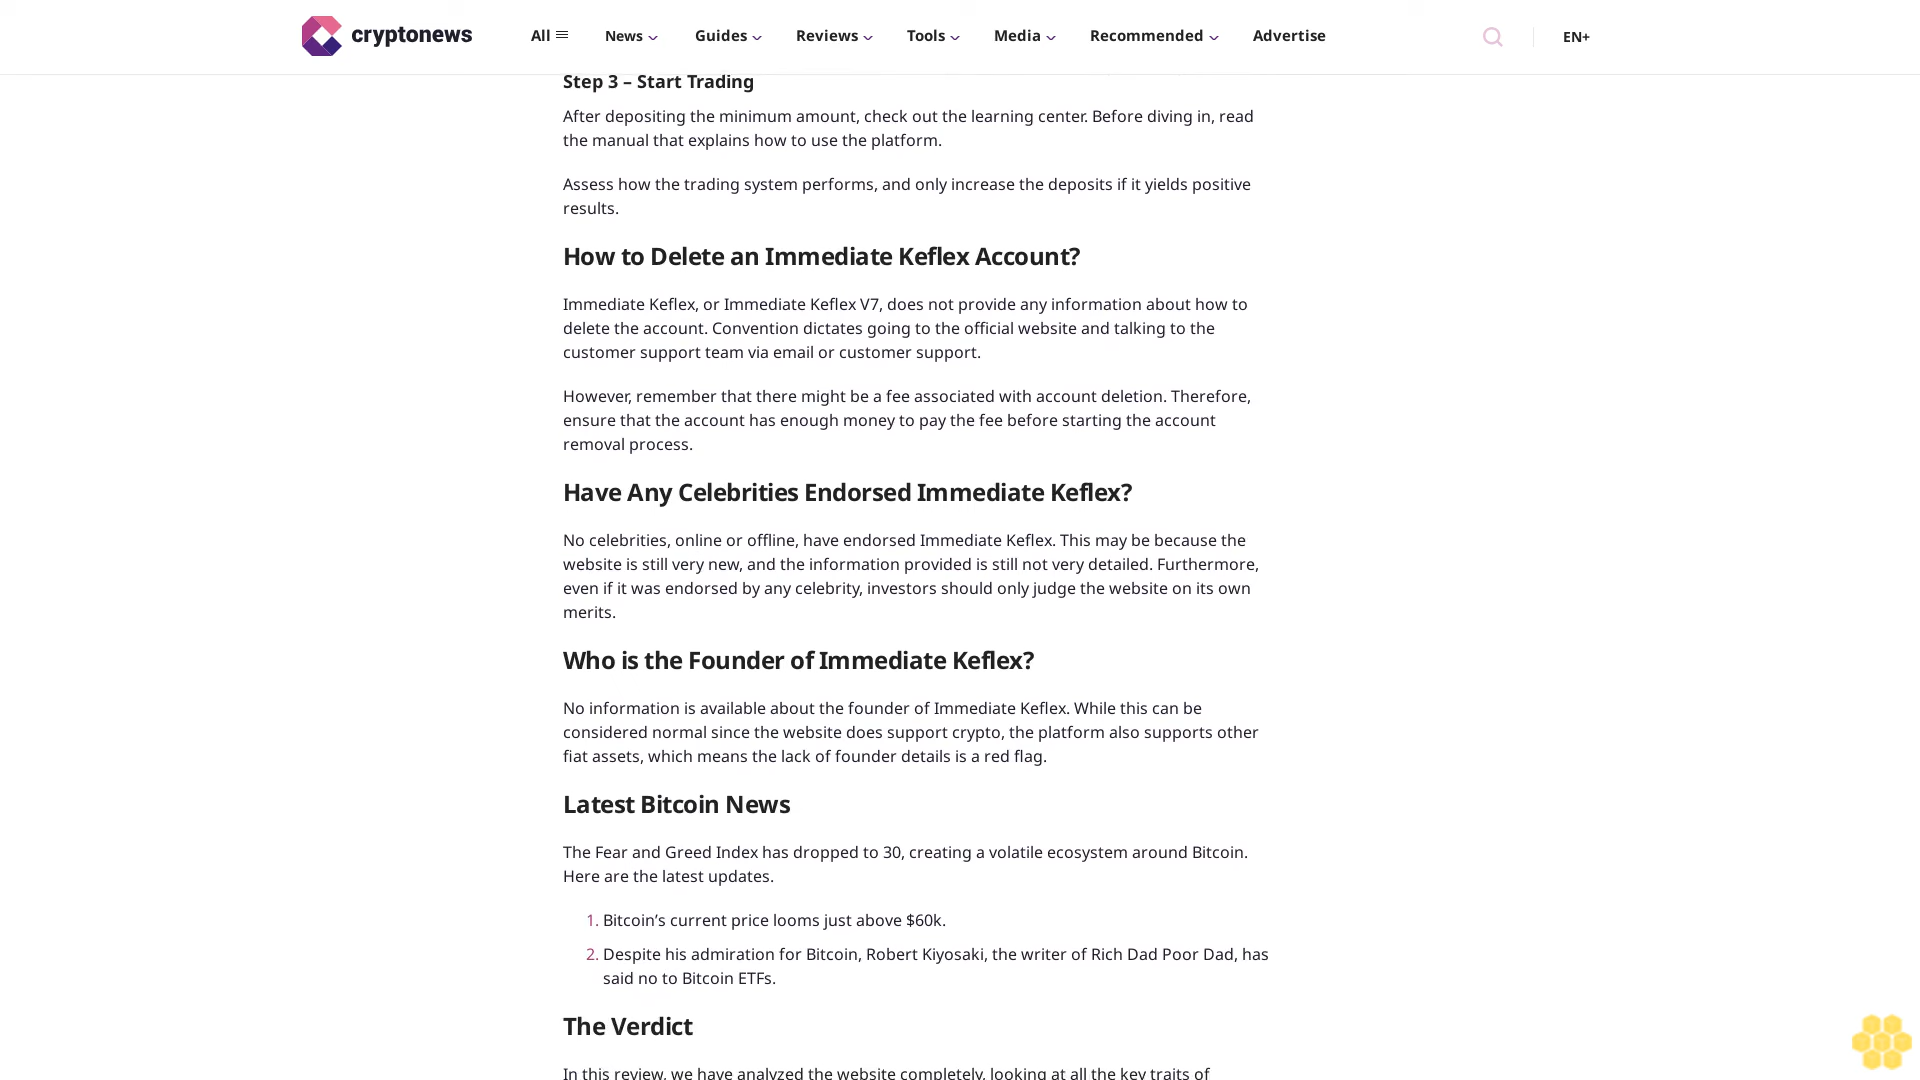 cryptonews
All
News
Guides
Reviews
Tools
Media
Recommended
Advertise
EN+
Step 3 – Start Trading
After depositing the minimum amount, check out the learning center. Before diving in, read
the manual that explains how to use the platform.
Assess how the trading system performs, and only increase the deposits if it yields positive
results.
How to Delete an Immediate Keflex Account?
Immediate Keflex, or Immediate Keflex V7, does not provide any information about how to
delete the account. Convention dictates going to the official website and talking to the
customer support team via email or customer support.
However, remember that there might be a fee associated with account deletion. Therefore,
ensure that the account has enough money to pay the fee before starting the account
removal process.
Have Any Celebrities Endorsed Immediate Keflex?
No celebrities, online or offline, have endorsed Immediate Keflex. This may be because the
website is still very new, and the information provided is still not very detailed. Furthermore,
even if it was endorsed by any celebrity, investors should only judge the website on its own
merits.
Who is the Founder of Immediate Keflex?
No information is available about the founder of Immediate Keflex. While this can be
considered normal since the website does support crypto, the platform also supports other
fiat assets, which means the lack of founder details is a red flag.
Latest Bitcoin News
The Fear and Greed Index has dropped to 30, creating a volatile ecosystem around Bitcoin.
Here are the latest updates.
1. Bitcoin’s current price looms just above $60k.
2. Despite his admiration for Bitcoin, Robert Kiyosaki, the writer of Rich Dad Poor Dad, has
said no to Bitcoin ETFs.
The Verdict
In this review, we have analyzed the website completely, looking at all the key traits of